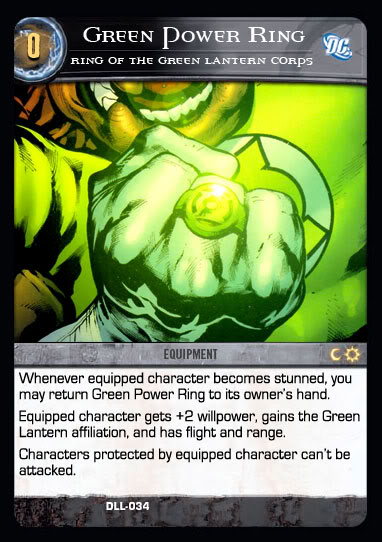 0
Green Power Ring
Ring of the Green Lantern Corps
DC
EQUIPMENT
Whenever equipped character becomes stunned, you
may return Green Power Ring to its owner's hand.
Equipped character gets +2 willpower, gains the Green
Lantern affiliation, and has flight and range.
Characters protected by equipped character can't be
attacked.
DLL-034